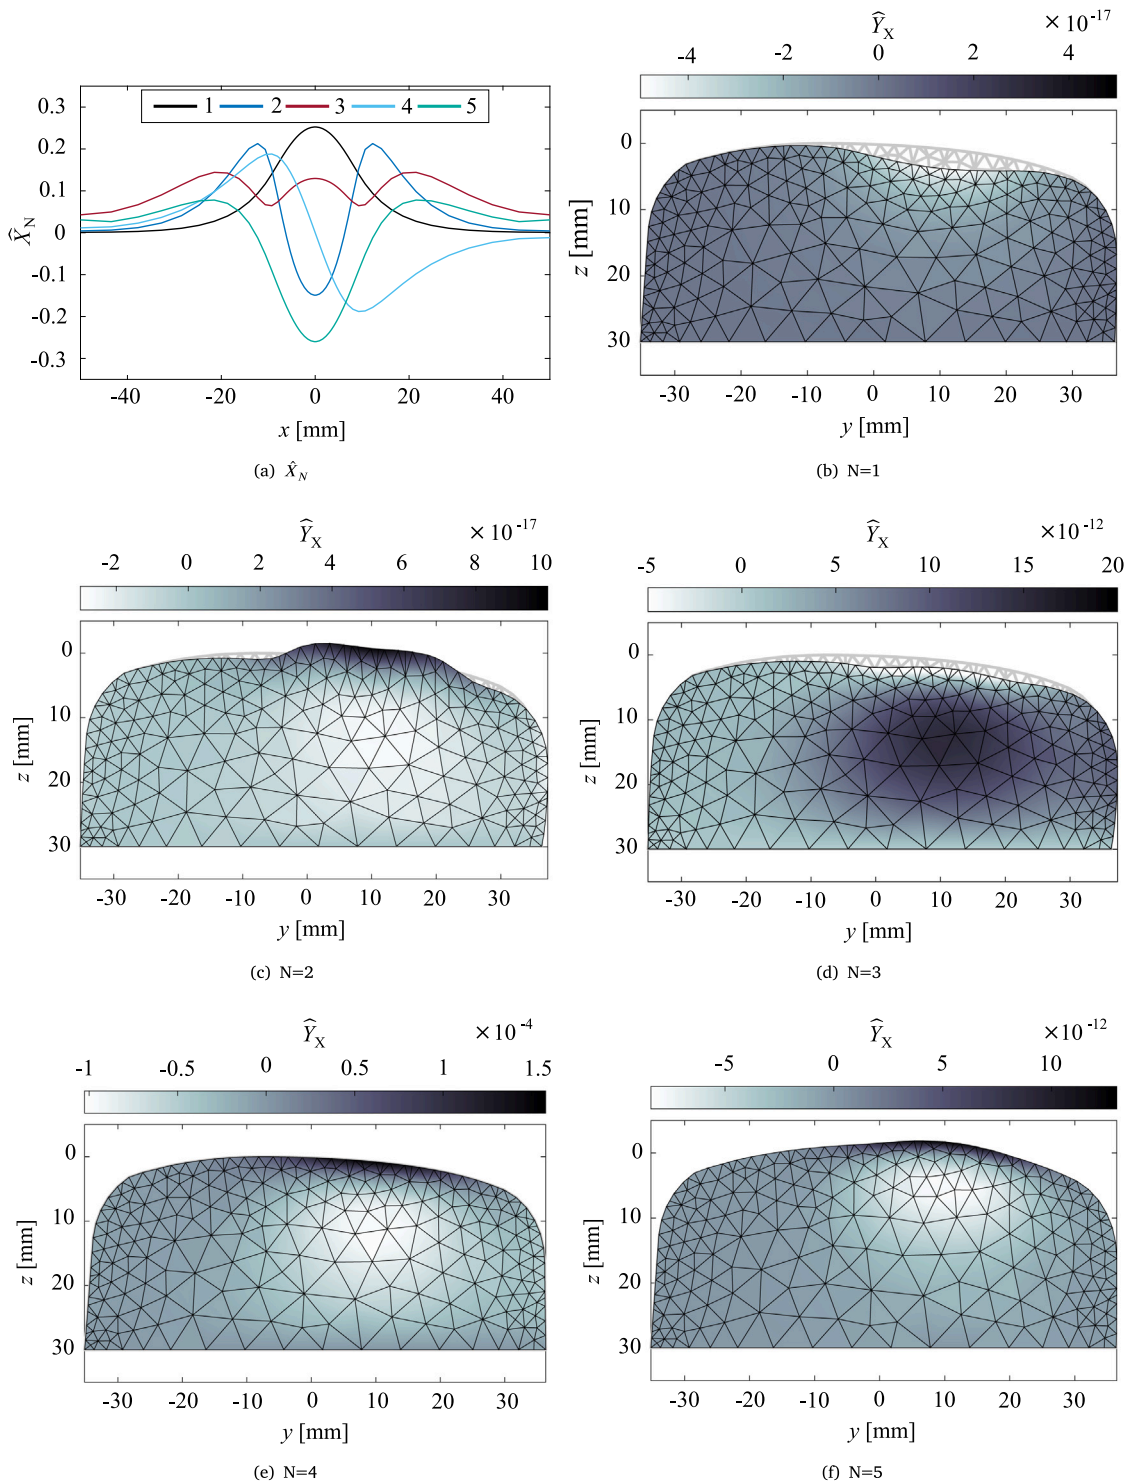 1 2 3 4 5
0.3
0.2
0.1
0
-0.1
-0.2
-0.3
X̂_N
-40 -20 0 20 40
x [mm]
(a) X̂_N
Ŷ_X × 10^-17
-4 -2 0 2 4
0
10
20
30
z [mm]
-30 -20 -10 0 10 20 30
y [mm]
(b) N=1
Ŷ_X × 10^-17
-2 0 2 4 6 8 10
0
10
20
30
z [mm]
-30 -20 -10 0 10 20 30
y [mm]
(c) N=2
Ŷ_X × 10^-12
-5 0 5 10 15 20
0
10
20
30
z [mm]
-30 -20 -10 0 10 20 30
y [mm]
(d) N=3
Ŷ_X × 10^-4
-1 -0.5 0 0.5 1 1.5
0
10
20
30
z [mm]
-30 -20 -10 0 10 20 30
y [mm]
(e) N=4
Ŷ_X × 10^-12
-5 0 5 10
0
10
20
30
z [mm]
-30 -20 -10 0 10 20 30
y [mm]
(f) N=5